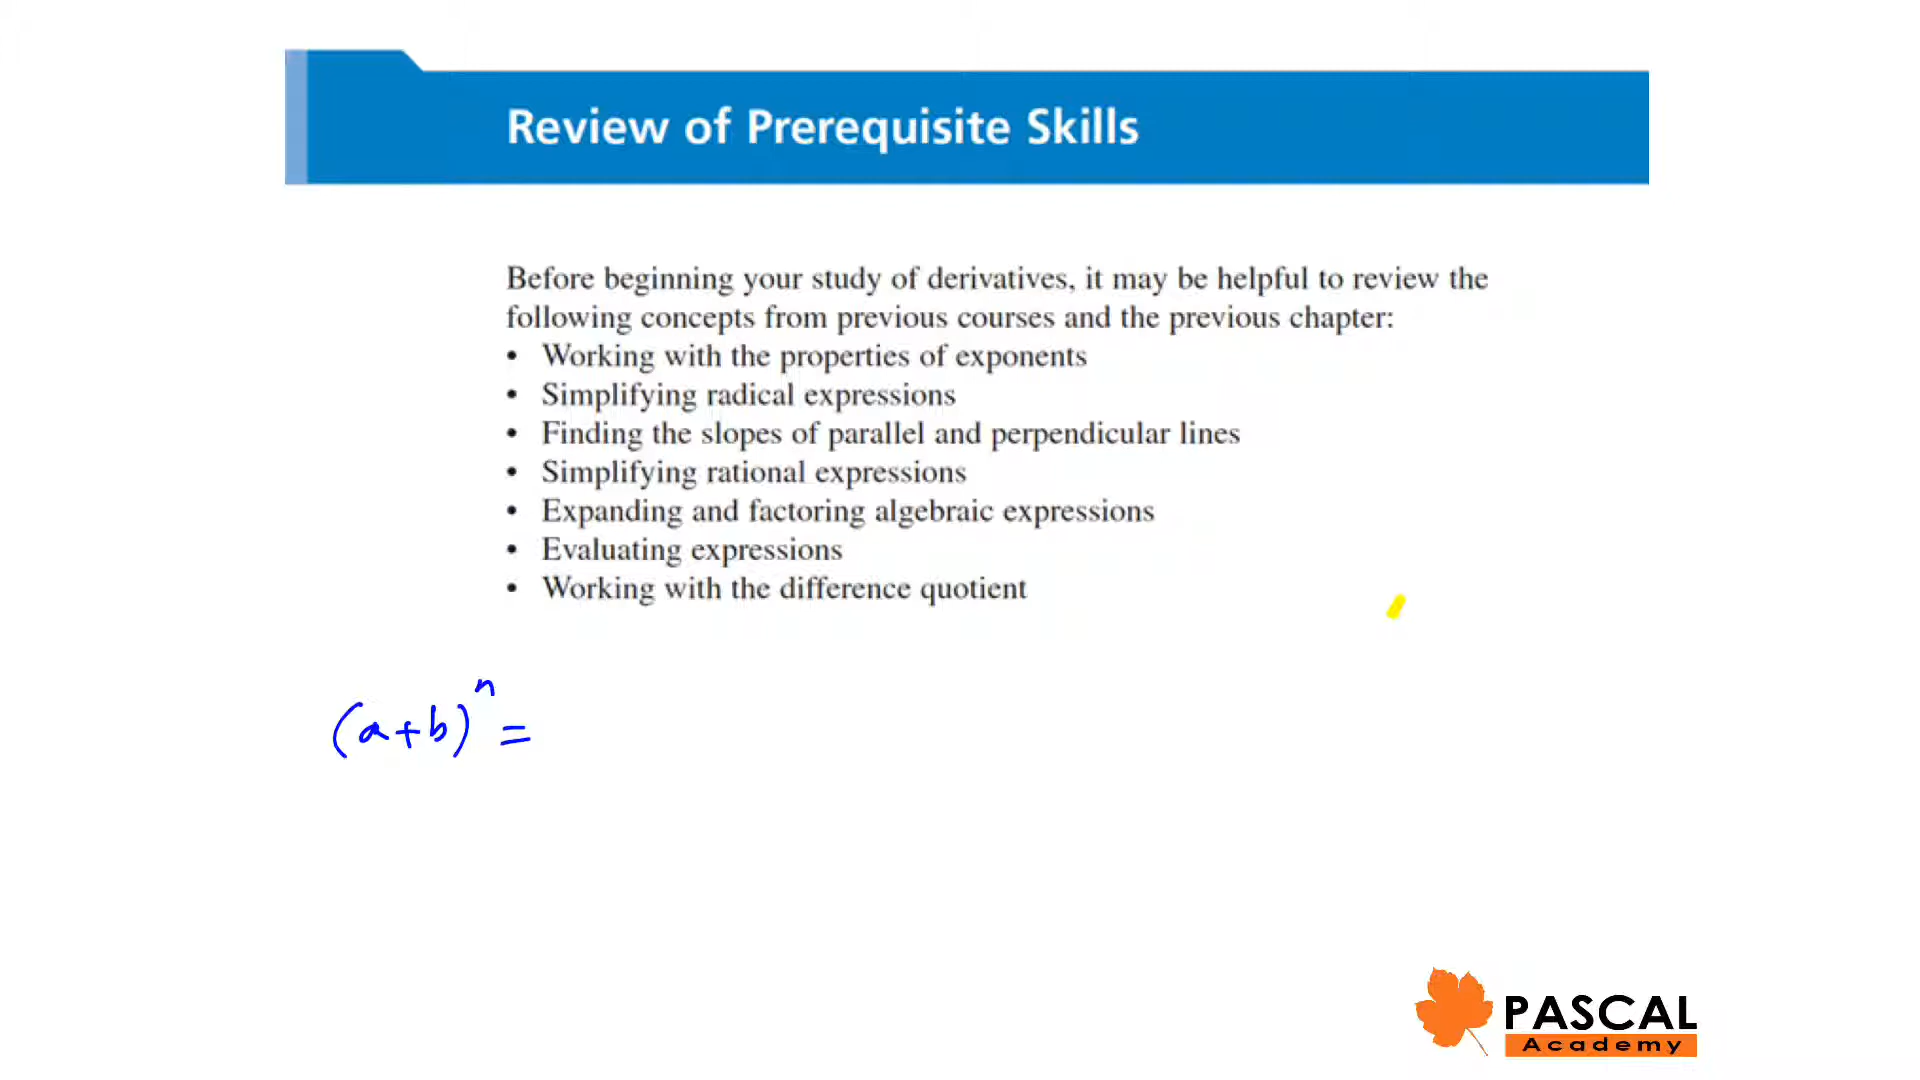 Review of Prerequisite Skills
Before beginning your study of derivatives, it may be helpful to review the
following concepts from previous courses and the previous chapter:
• Working with the properties of exponents
• Simplifying radical expressions
• Finding the slopes of parallel and perpendicular lines
• Simplifying rational expressions
• Expanding and factoring algebraic expressions
• Evaluating expressions
• Working with the difference quotient
(a+b)^n =
PASCAL
Academy